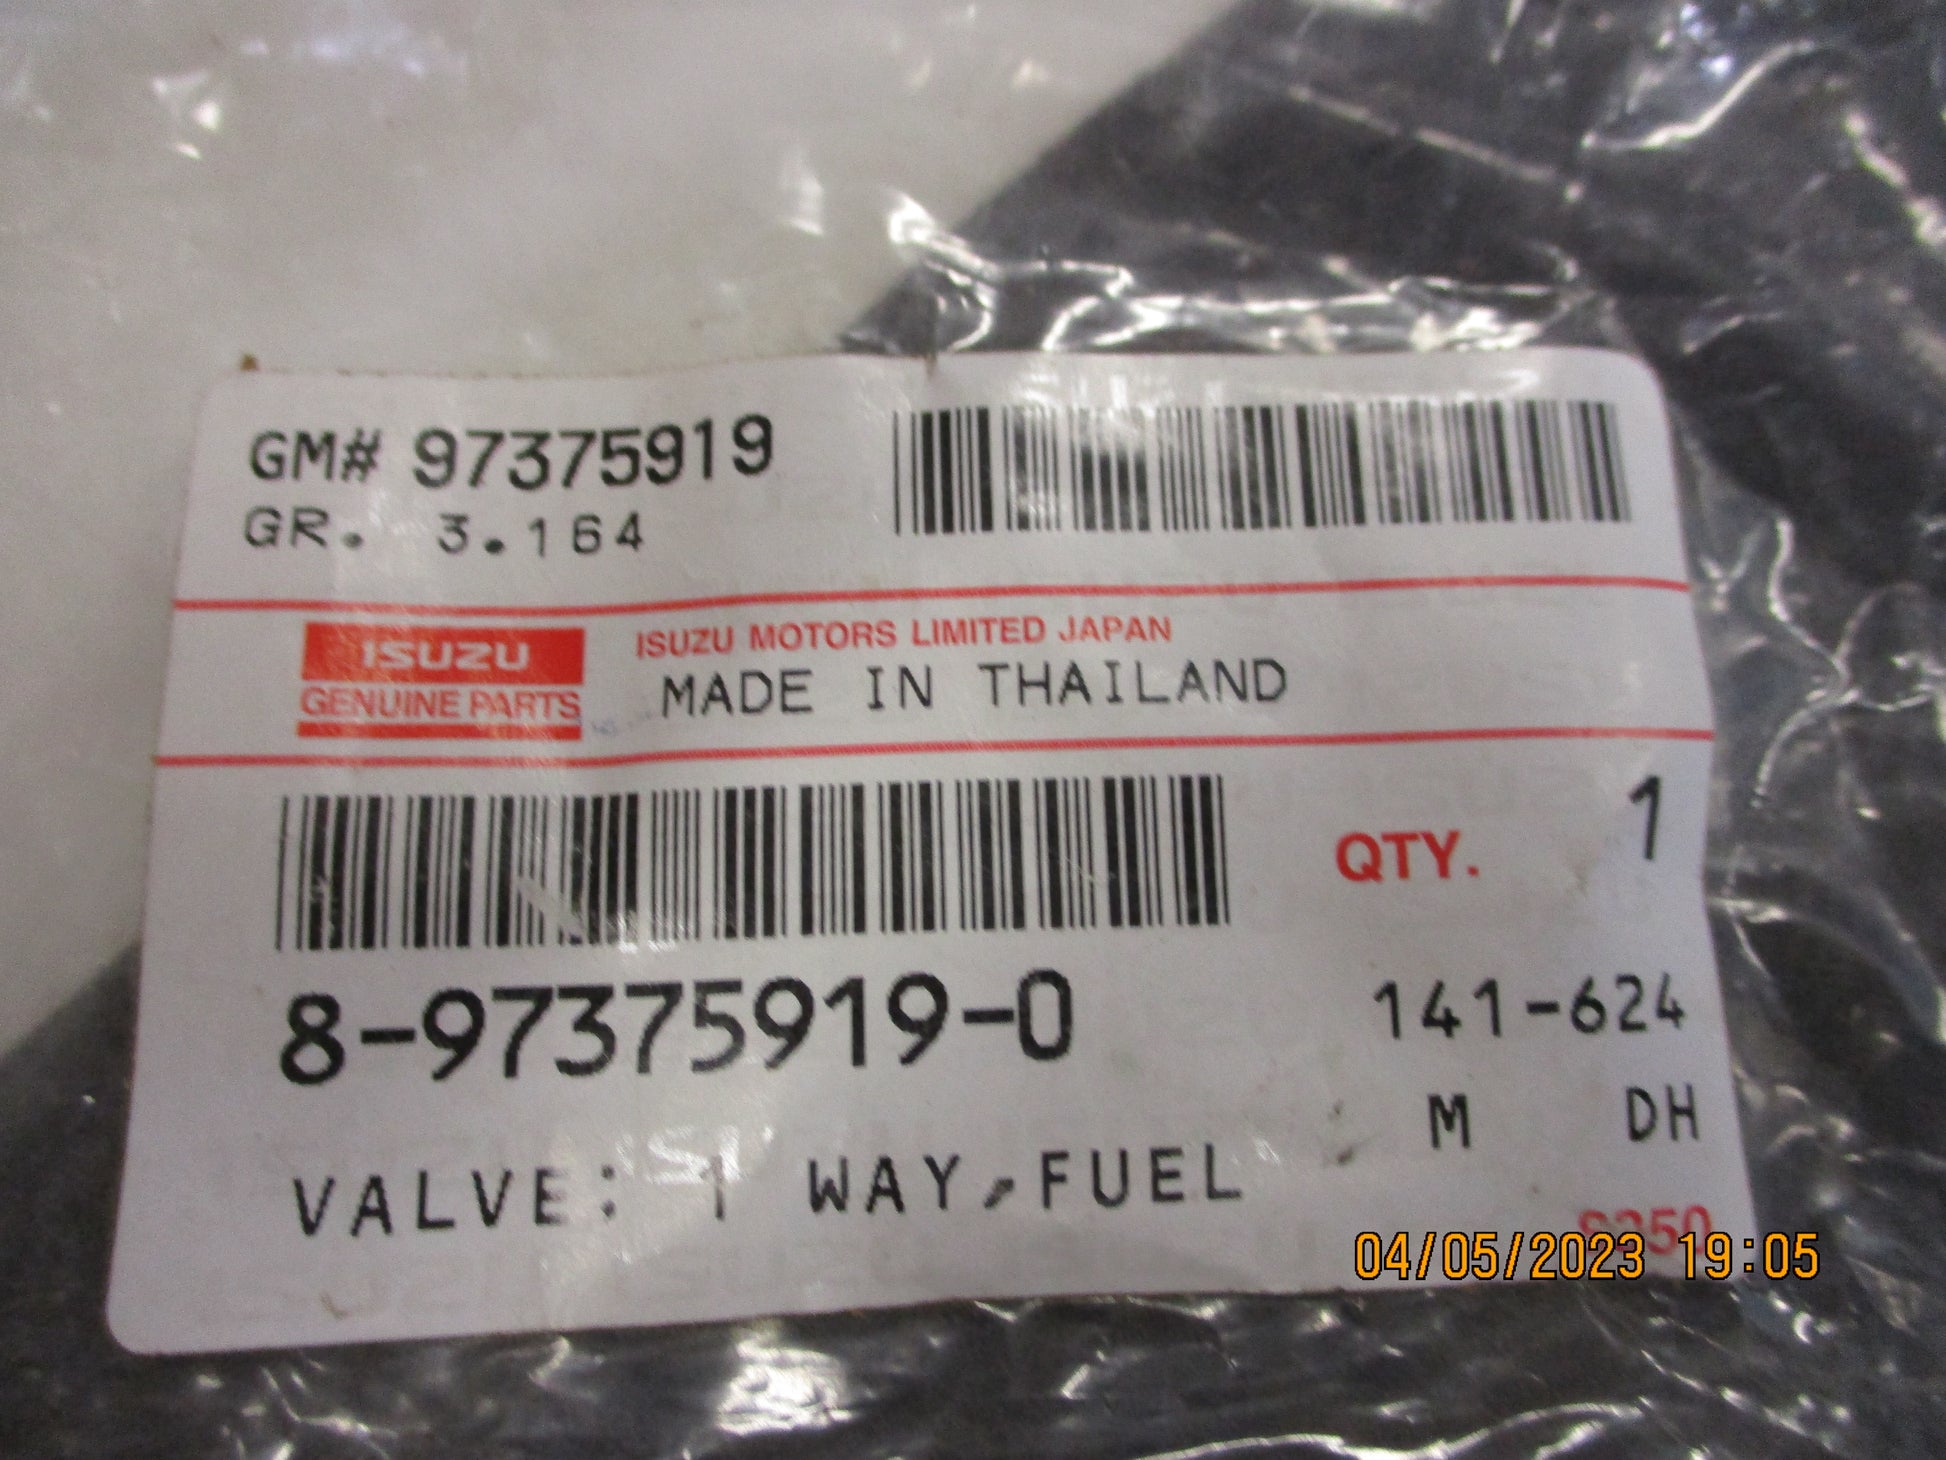 GM# 97375919
GR. 3.164
ISUZU
GENUINE PARTS
ISUZU MOTORS LIMITED JAPAN
MADE IN THAILAND
QTY. 1
8-97375919-0
141-624
M DH
VALVE: 1 WAY,FUEL
04/05/2023 19:05